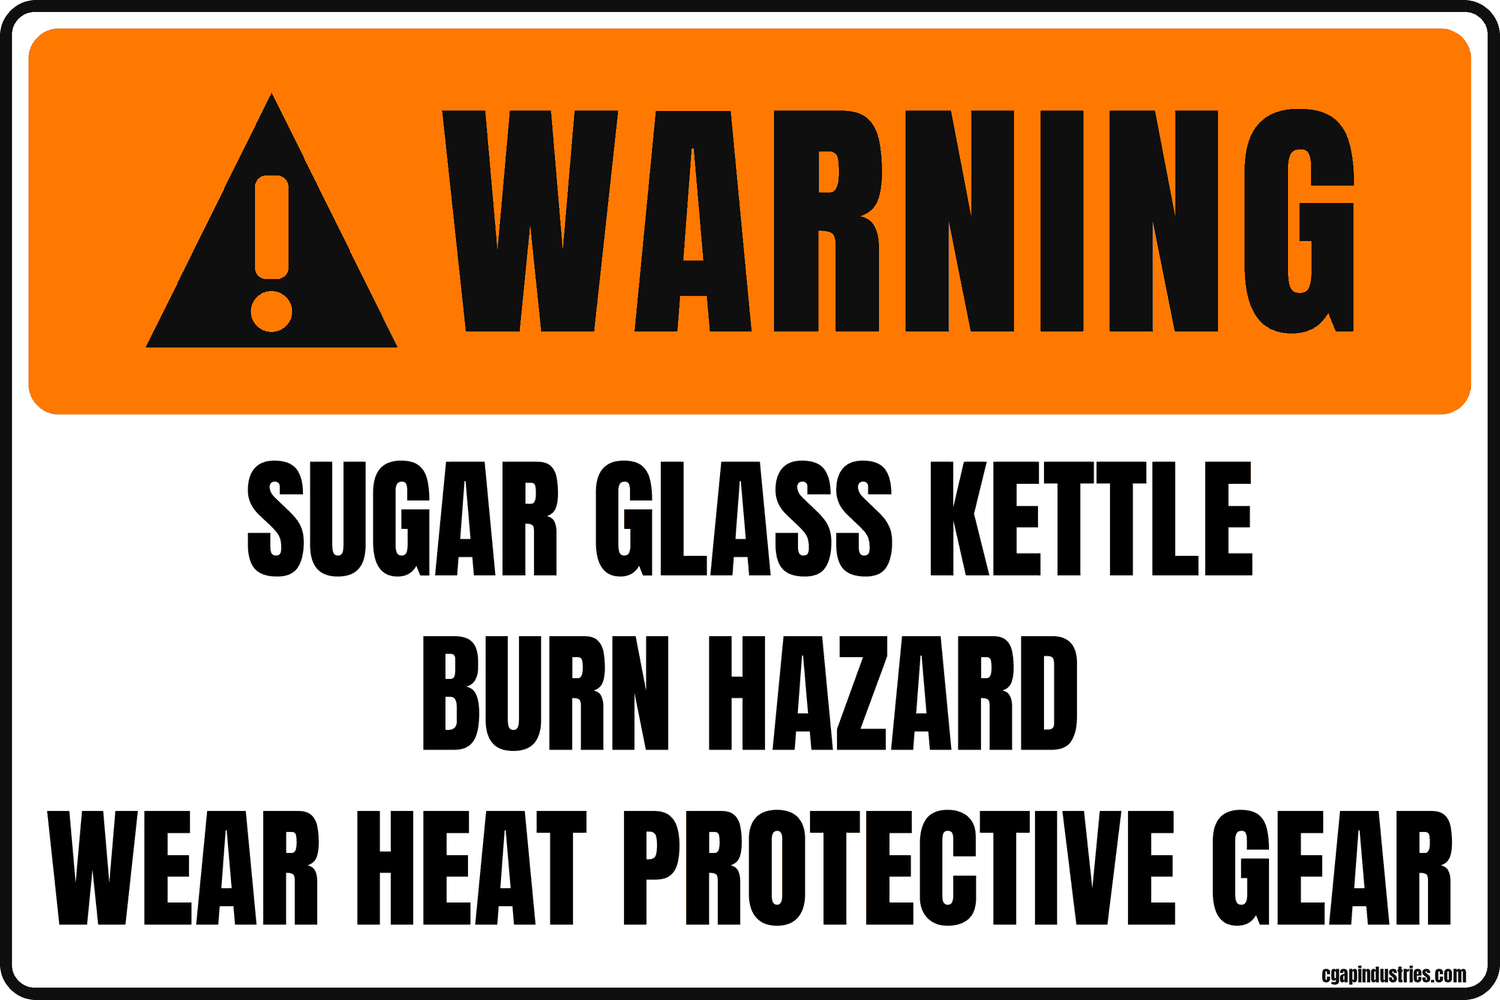 WARNING
SUGAR GLASS KETTLE
BURN HAZARD
WEAR HEAT PROTECTIVE GEAR
cgapindustries.com